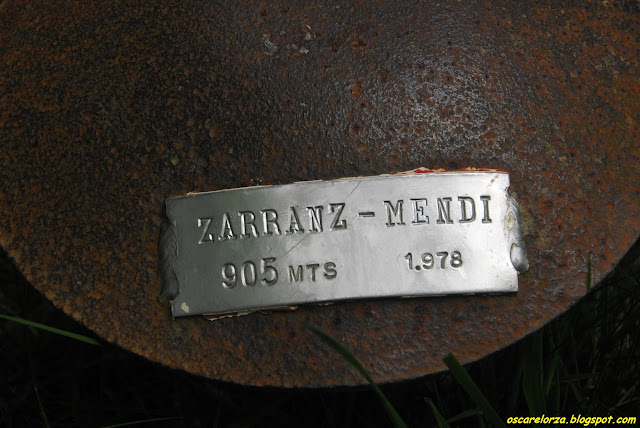 ZARRANZ - MENDI
905 MTS 1.978
oscarelorza.blogspot.com